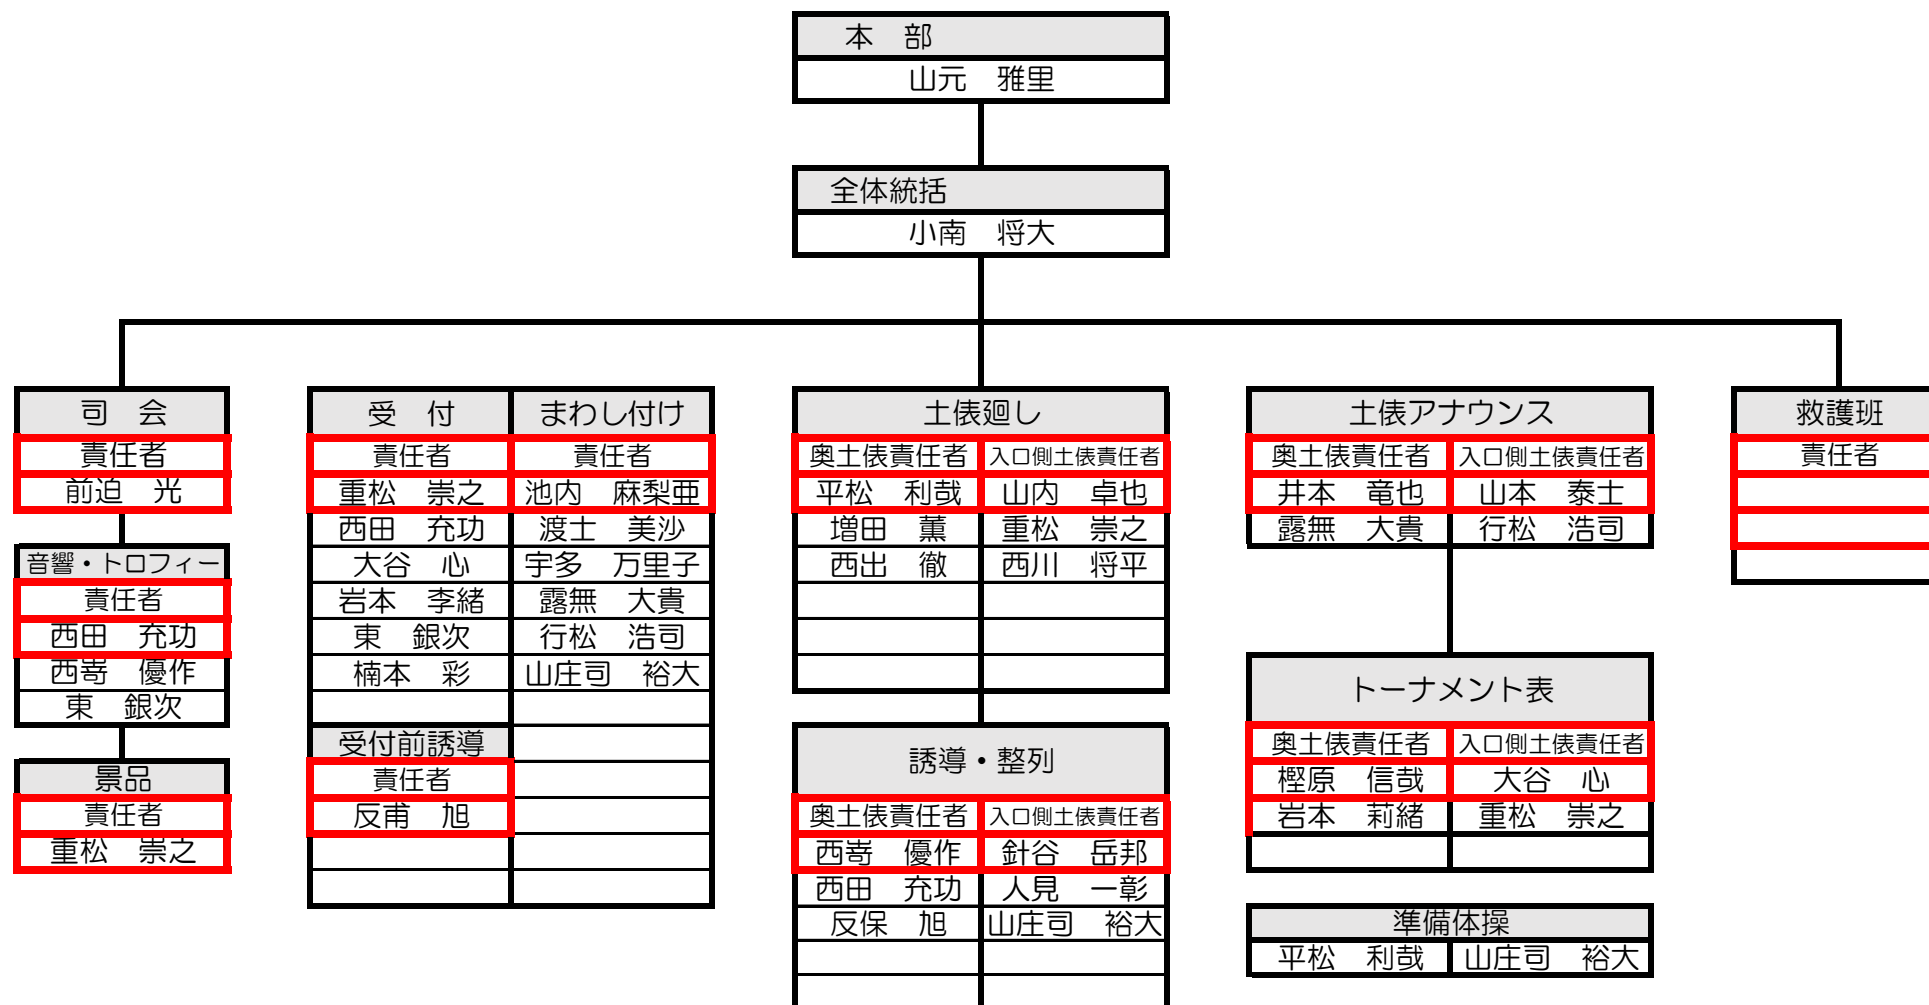 本　部
山元　雅里
全体統括
小南　将大
司　会
責任者
前迫　光
音響・トロフィー
責任者
西田　充功
西嵜　優作
東　銀次
景品
責任者
重松　崇之
受　付　まわし付け
責任者　責任者
重松　崇之　池内　麻梨亜
西田　充功　渡士　美沙
大谷　心　宇多　万里子
岩本　李緒　露無　大貴
東　銀次　行松　浩司
楠本　彩　山庄司　裕大
受付前誘導
責任者
反甫　旭
土俵廻し
奥土俵責任者　入口側土俵責任者
平松　利哉　山内　卓也
増田　薫　重松　崇之
西出　徹　西川　将平
誘導・整列
奥土俵責任者　入口側土俵責任者
西嵜　優作　針谷　岳邦
西田　充功　人見　一彰
反保　旭　山庄司　裕大
土俵アナウンス
奥土俵責任者　入口側土俵責任者
井本　竜也　山本　泰士
露無　大貴　行松　浩司
トーナメント表
奥土俵責任者　入口側土俵責任者
樫原　信哉　大谷　心
岩本　莉緒　重松　崇之
準備体操
平松　利哉　山庄司　裕大
救護班
責任者